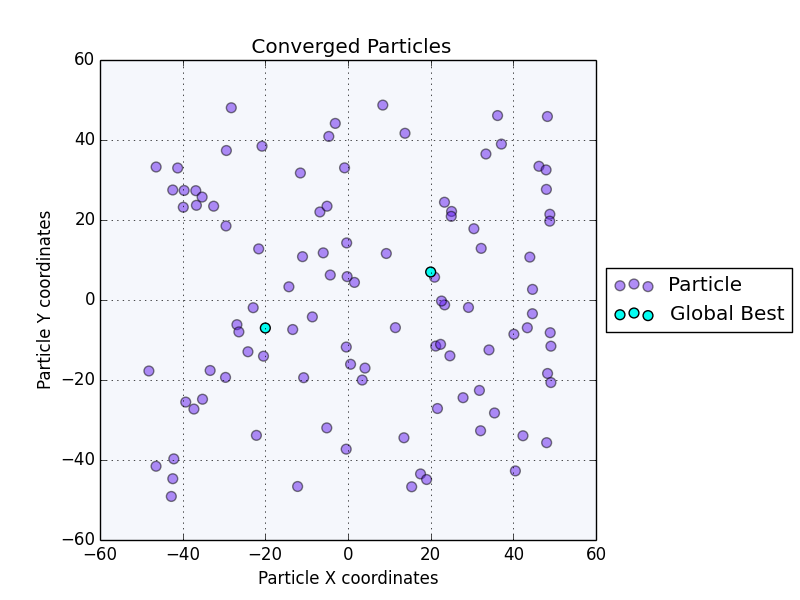 Converged Particles
60
40
20
0
−20
−40
−60
Particle Y coordinates
−60 −40 −20 0 20 40 60
Particle X coordinates
Particle
Global Best